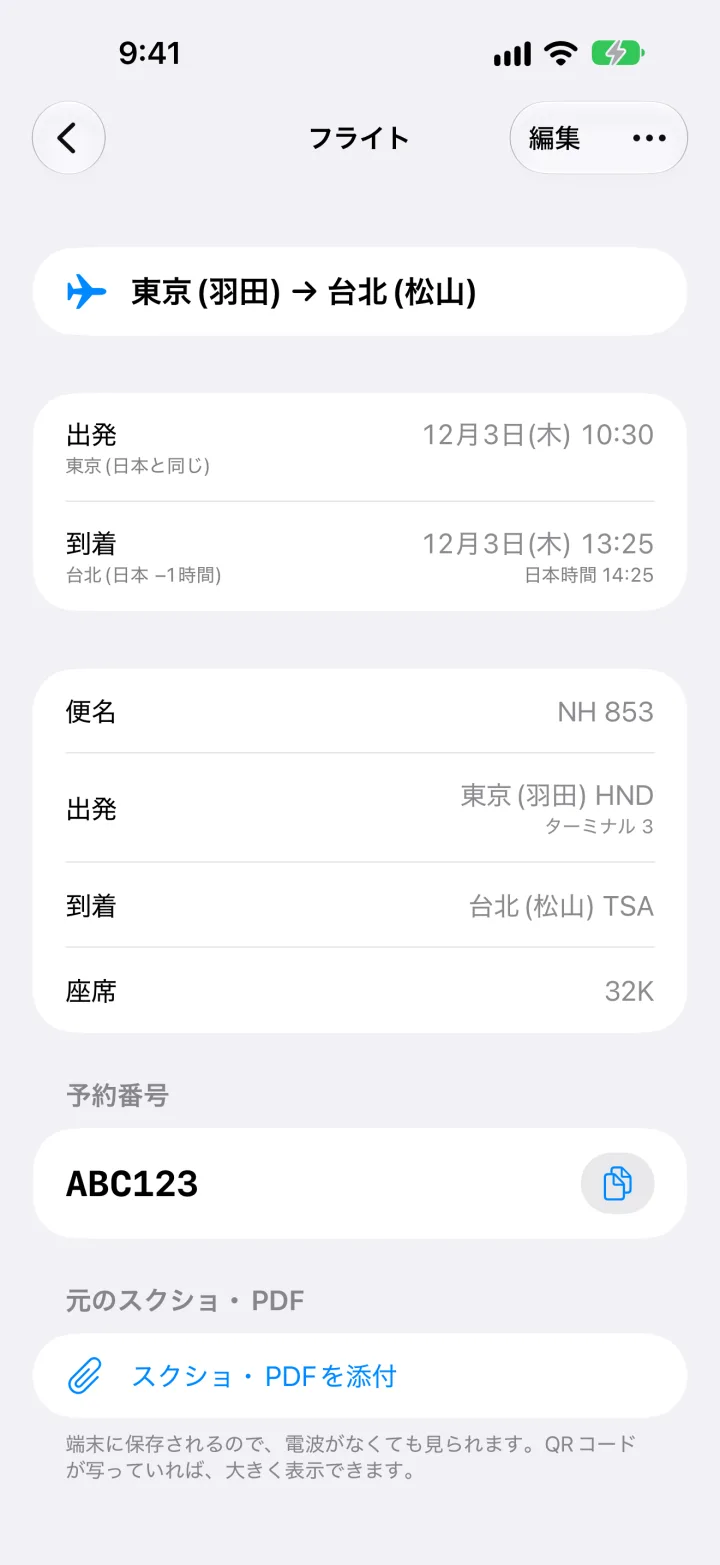 9:41
フライト
編集
東京(羽田) → 台北(松山)
出発
12月3日(木) 10:30
東京(日本と同じ)
到着
12月3日(木) 13:25
台北(日本 −1時間)
日本時間 14:25
便名
NH 853
出発
東京(羽田) HND
ターミナル 3
到着
台北(松山) TSA
座席
32K
予約番号
ABC123
元のスクショ・PDF
スクショ・PDFを添付
端末に保存されるので、電波がなくても見られます。QRコード
が写っていれば、大きく表示できます。